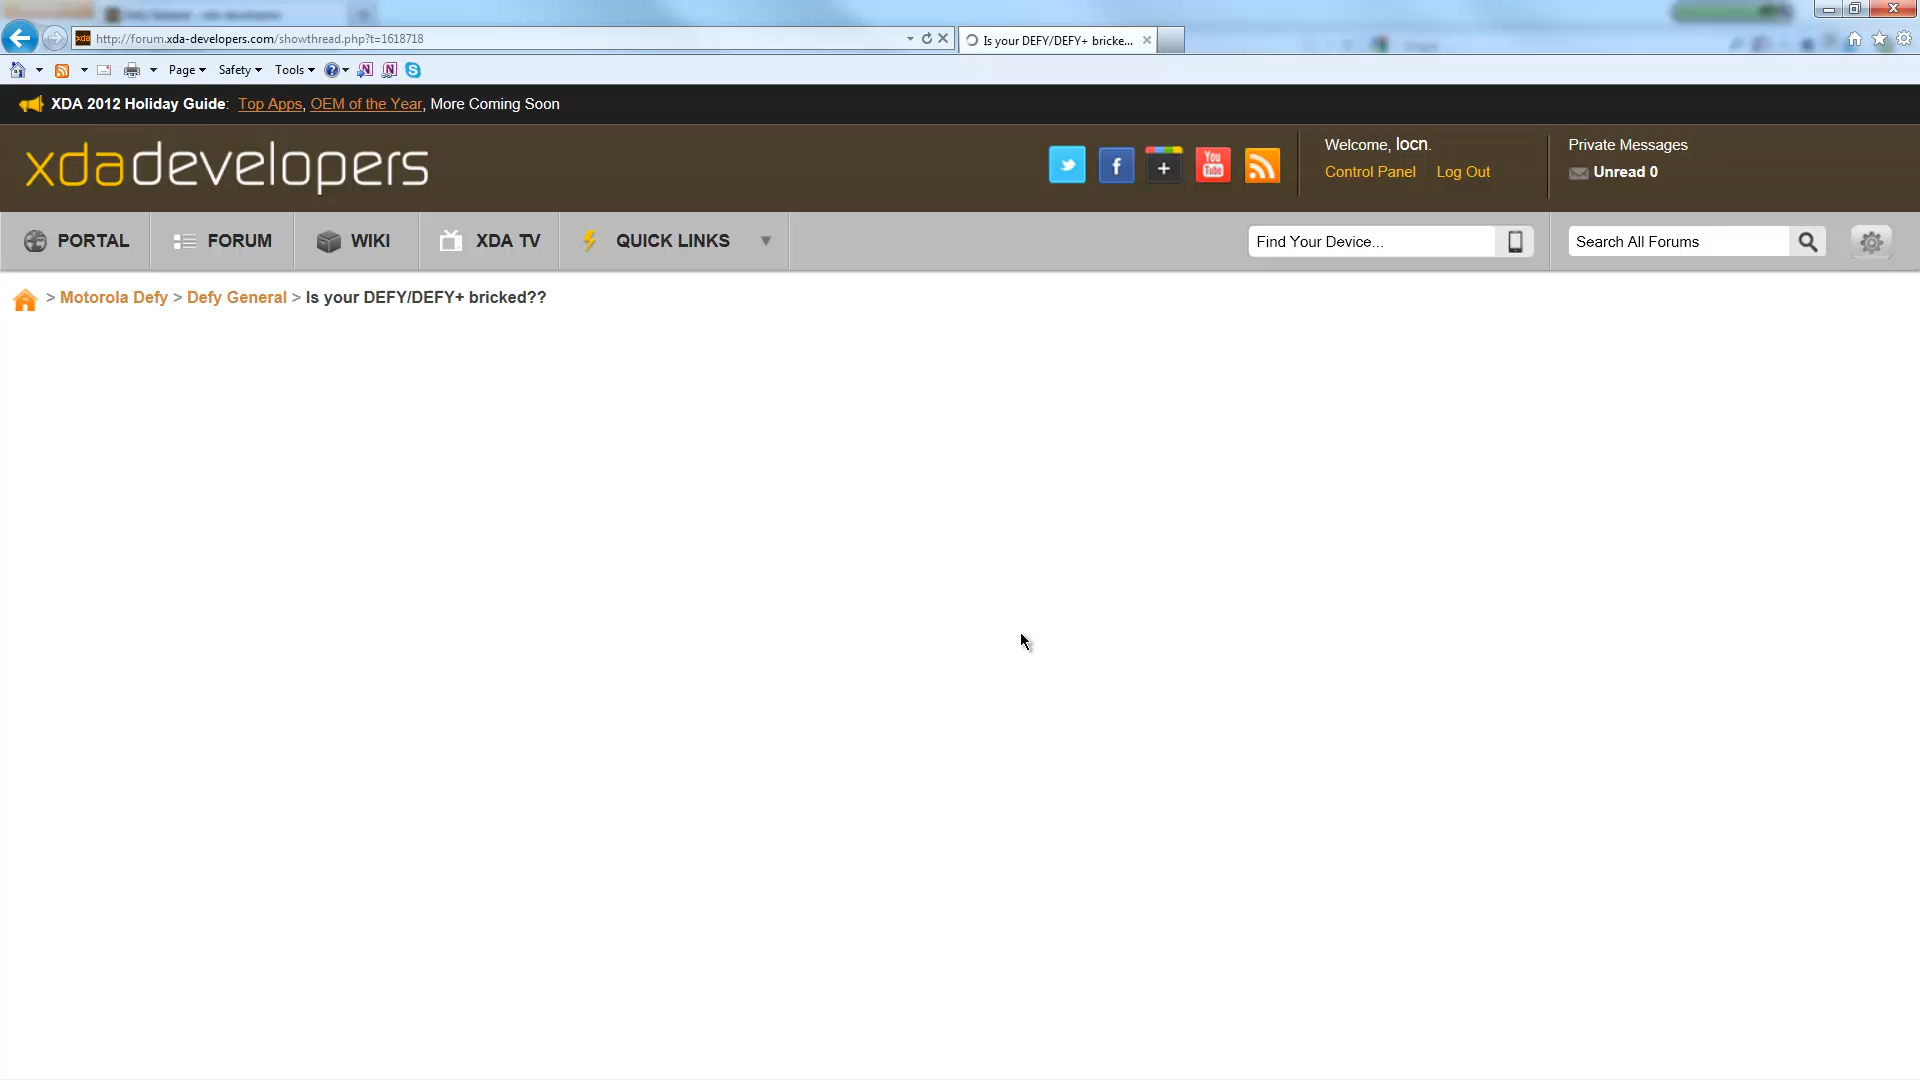 http://forum.xda-developers.com/showthread.php?t=1618718
Is your DEFY/DEFY+ bricke...
Page Safety Tools
XDA 2012 Holiday Guide: Top Apps, OEM of the Year, More Coming Soon
xdadevelopers
You Tube
Welcome, locn.
Private Messages
Control Panel Log Out
Unread 0
PORTAL FORUM WIKI XDA TV QUICK LINKS
Find Your Device...
Search All Forums
> Motorola Defy > Defy General > Is your DEFY/DEFY+ bricked??